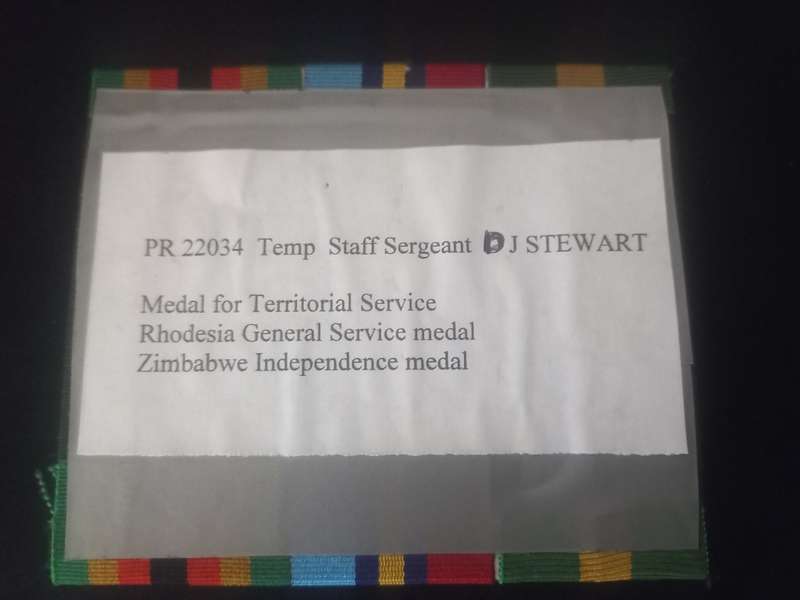 PR 22034 Temp Staff Sergeant D J STEWART
Medal for Territorial Service
Rhodesia General Service medal
Zimbabwe Independence medal